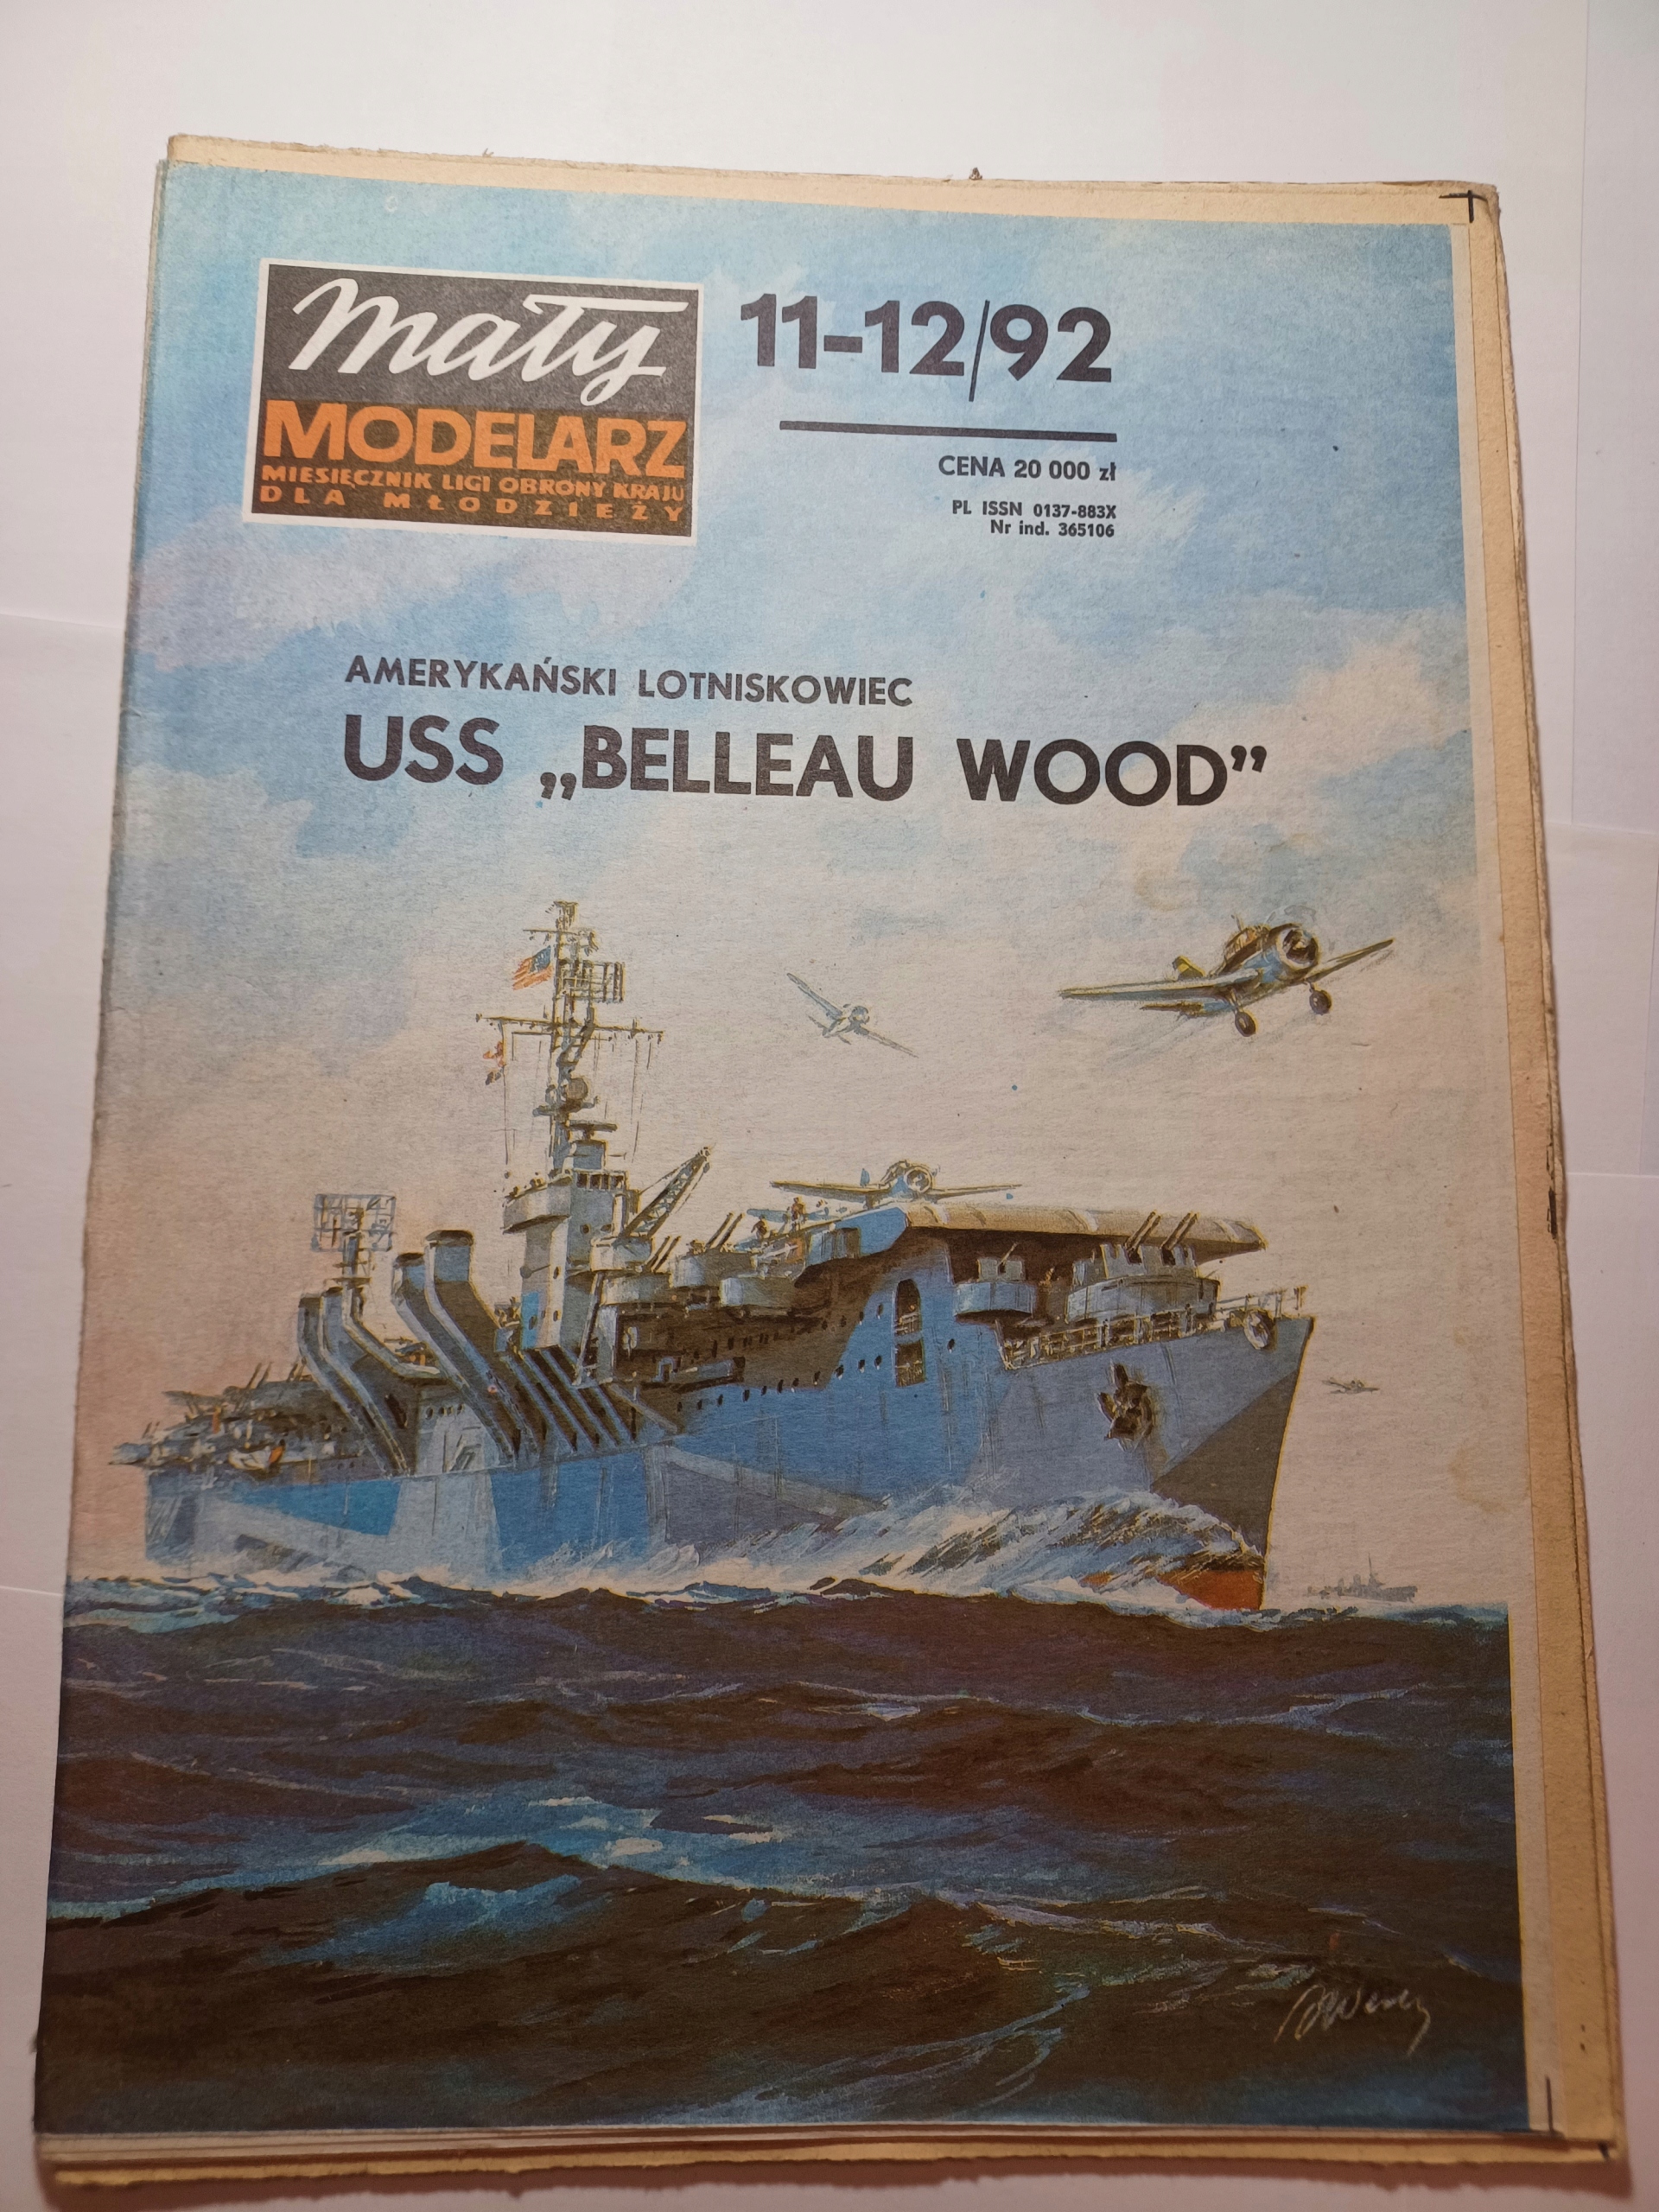 mały
MODELARZ
MIESIĘCZNIK LIGI OBRONY KRAJU
DLA MŁODZIEŻY
11-12/92
CENA 20 000 zł
PL ISSN 0137-883X
Nr ind. 365106
AMERYKAŃSKI LOTNISKOWIEC
USS „BELLEAU WOOD”